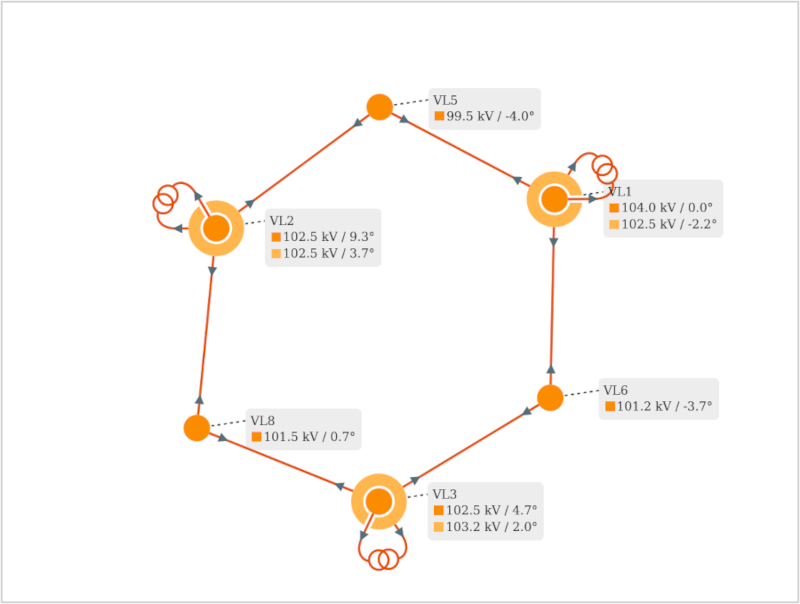 VL5
99.5 kV / -4.0°
VL1
104.0 kV / 0.0°
102.5 kV / -2.2°
VL2
102.5 kV / 9.3°
102.5 kV / 3.7°
VL6
101.2 kV / -3.7°
VL8
101.5 kV / 0.7°
VL3
102.5 kV / 4.7°
103.2 kV / 2.0°